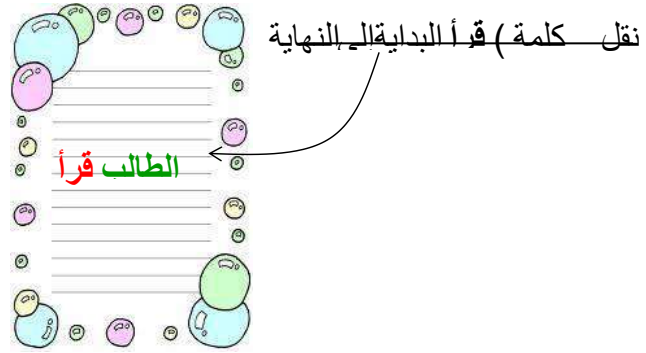 نقل كلمة ) قرأ البداية إلى النهاية
الطالب قرأ